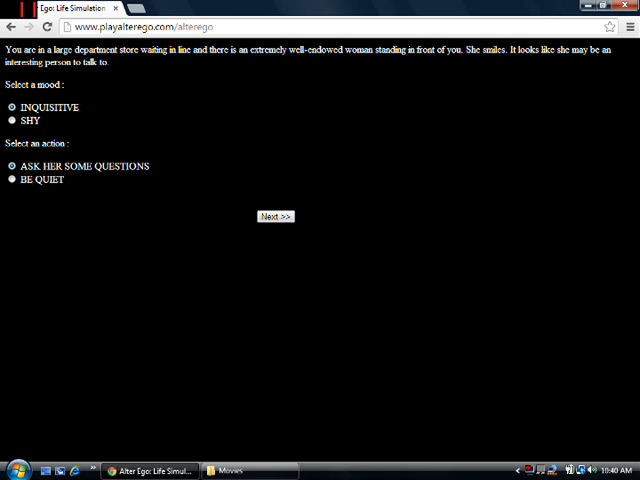 Ego: Life Simulation
www.playalterego.com/alterego
You are in a large department store waiting in line and there is an extremely well-endowed woman standing in front of you. She smiles. It looks like she may be an
interesting person to talk to.
Select a mood :
INQUISITIVE
SHY
Select an action :
ASK HER SOME QUESTIONS
BE QUIET
Next >>
Alter Ego: Life Simul...
Movies
10:40 AM